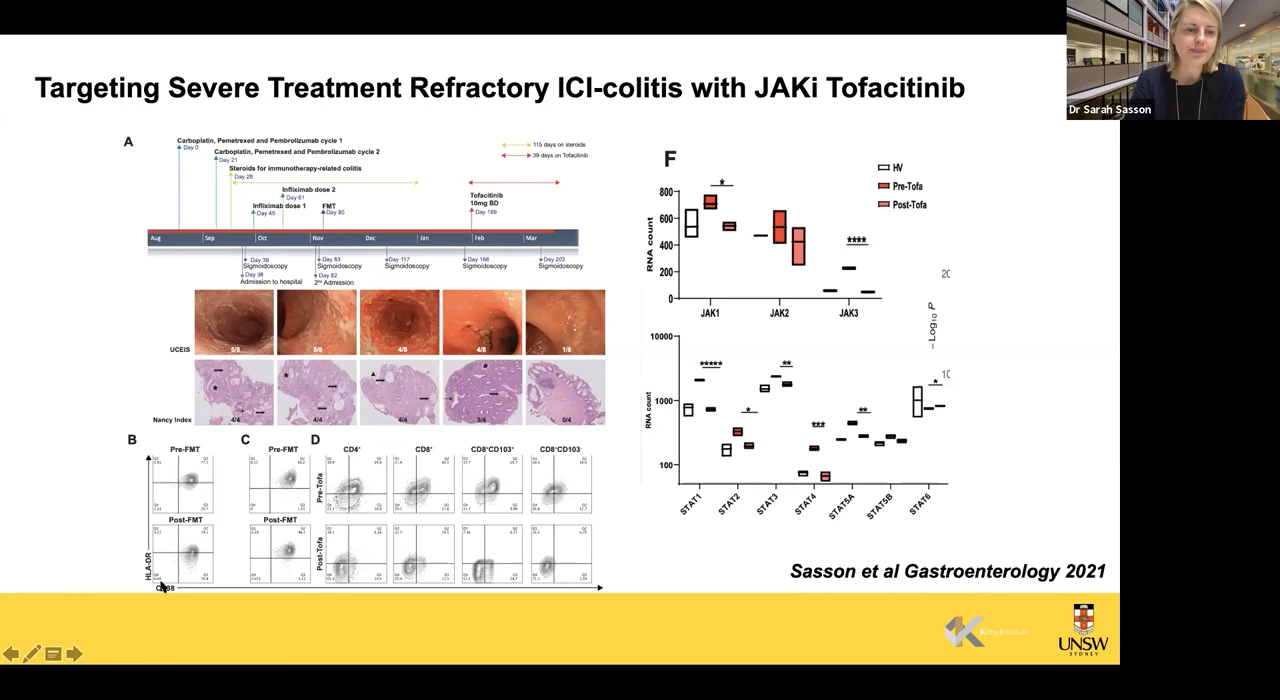 Targeting Severe Treatment Refractory ICI-colitis with JAKi Tofacitinib
Dr Sarah Sasson
A
Carboplatin, Pemetrexed and Pembrolizumab cycle 1
Day 0
Carboplatin, Pemetrexed and Pembrolizumab cycle 2
Day 21
Steroids for immunotherapy-related colitis
Day 28
115 days on steroids
39 days on Tofacitinib
Infliximab dose 2
Day 61
Infliximab dose 1
Day 45
FMT
Day 85
Tofacitinib
10mg BD
Day 169
Aug Sep Oct Nov Dec Jan Feb Mar
Day 39
Sigmoidoscopy
Day 38
Admission to hospital
Day 83
Sigmoidoscopy
Day 82
2nd Admission
Day 117
Sigmoidoscopy
Day 166
Sigmoidoscopy
Day 203
Sigmoidoscopy
UCEIS
5/8 5/8 4/8 4/8 1/8
Nancy Index
4/4 4/4 4/4 3/4 0/4
B
Pre-FMT
Post-FMT
HLA-DR
C
Pre-FMT
Post-FMT
D
CD4+ CD8+ CD8+CD103+ CD8+CD103-
Pre-Tofa
Post-Tofa
F
HV
Pre-Tofa
Post-Tofa
RNA count
800
600
400
200
0
*
****
JAK1 JAK2 JAK3
RNA count
10000
1000
100
*****
*
**
***
**
*
STAT1 STAT2 STAT3 STAT4 STAT5A STAT5B STAT6
−Log10 P
Sasson et al Gastroenterology 2021
Kirby Institute
UNSW
SYDNEY